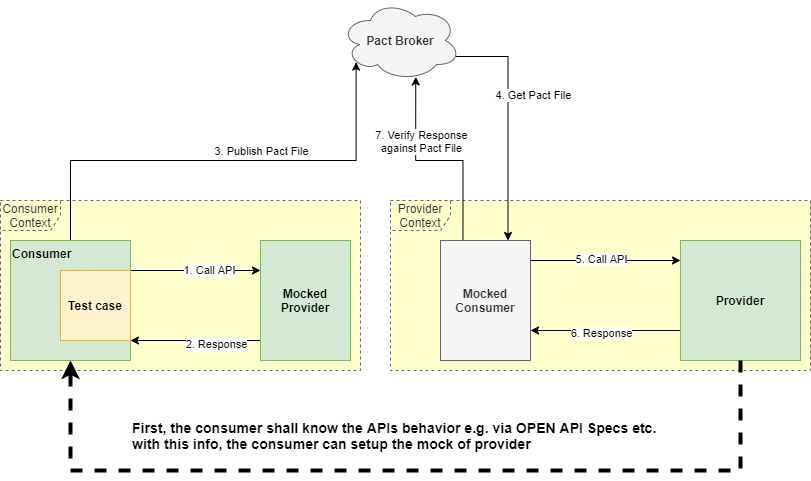 Pact Broker
4. Get Pact File
7. Verify Response
against Pact File
3. Publish Pact File
Consumer
Context
Provider
Context
Consumer
Test case
1. Call API
2. Response
Mocked
Provider
Mocked
Consumer
5. Call API
6. Response
Provider
First, the consumer shall know the APIs behavior e.g. via OPEN API Specs etc.
with this info, the consumer can setup the mock of provider